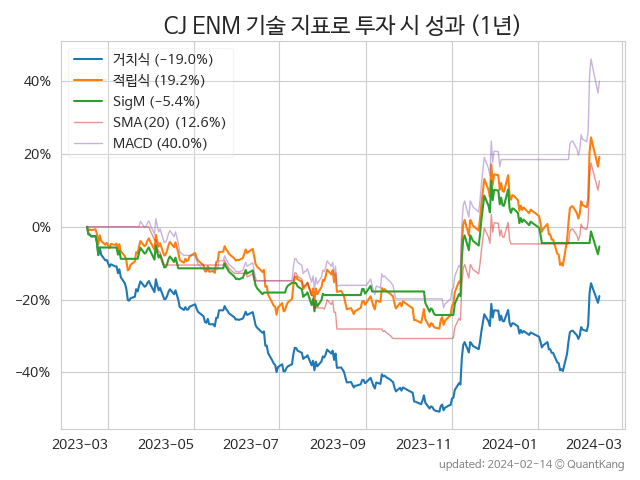 CJ ENM 기술 지표로 투자 시 성과 (1년)
거치식 (−19.0%)
적립식 (19.2%)
SigM (−5.4%)
SMA(20) (12.6%)
MACD (40.0%)
40%
20%
0%
−20%
−40%
2023-03 2023-05 2023-07 2023-09 2023-11 2024-01 2024-03
updated: 2024-02-14 © QuantKang